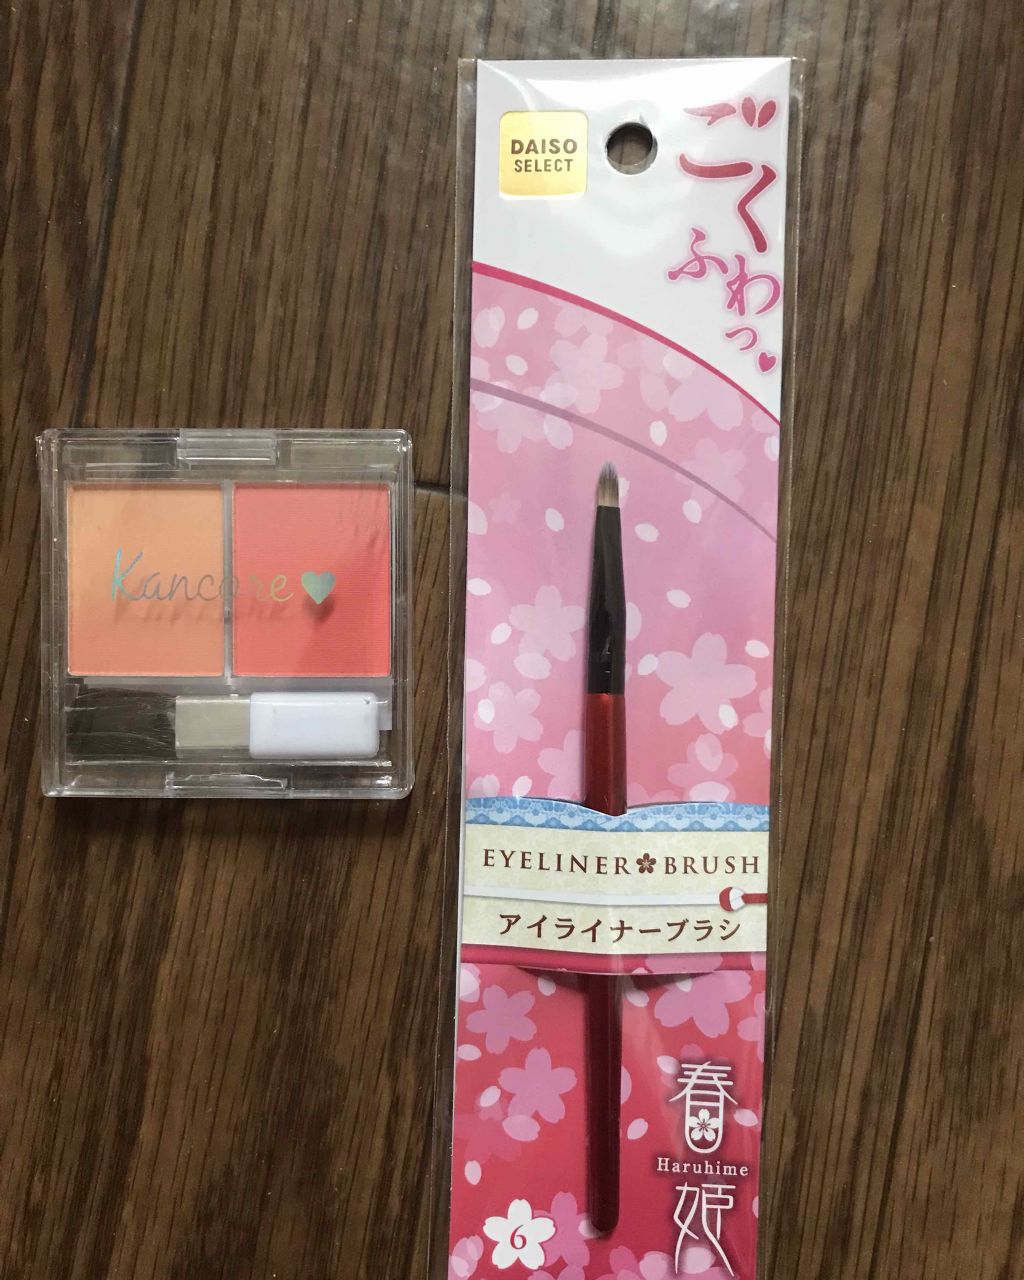 DAISO
SELECT
ごく
ふわっ
Kancore
EYELINER BRUSH
アイライナーブラシ
春
Haruhime
姫
6